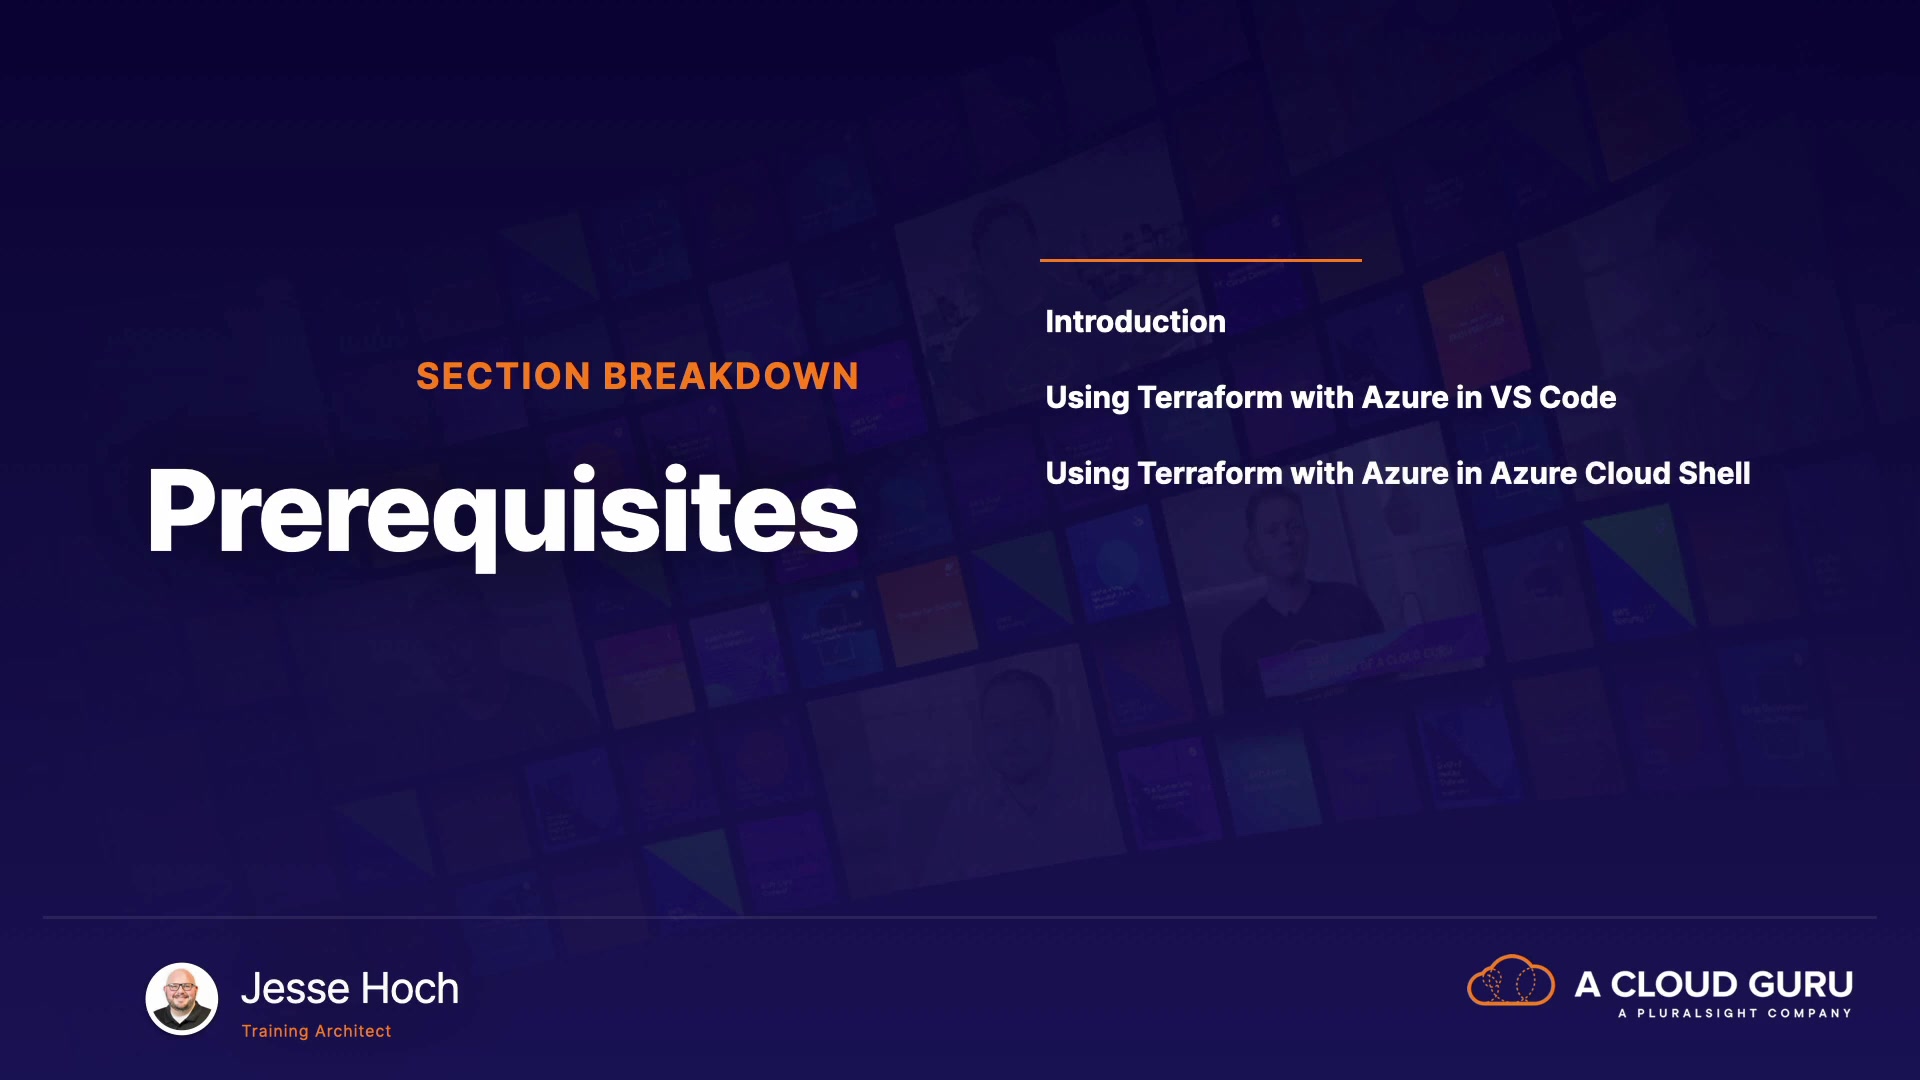 SECTION BREAKDOWN
Prerequisites
Introduction
Using Terraform with Azure in VS Code
Using Terraform with Azure in Azure Cloud Shell
Jesse Hoch
Training Architect
A CLOUD GURU
A PLURALSIGHT COMPANY